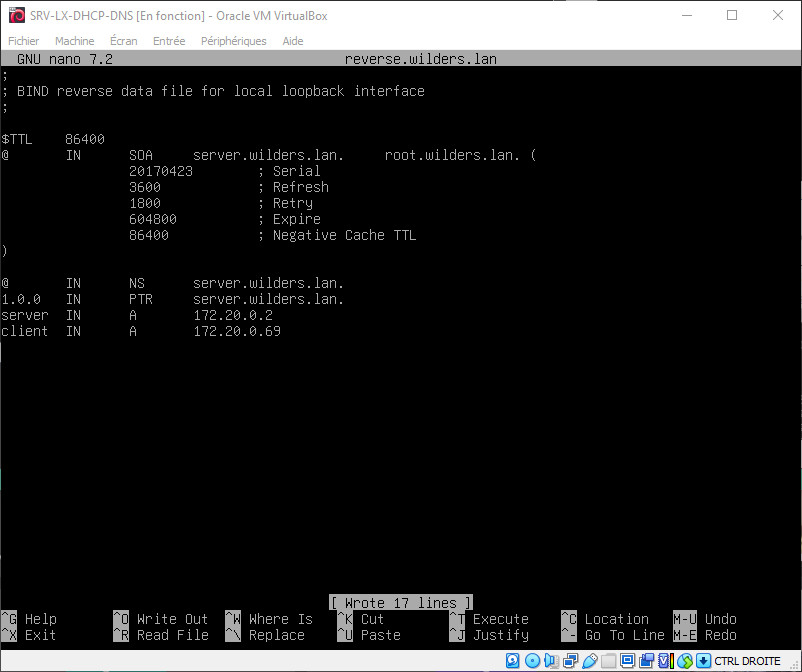 SRV-LX-DHCP-DNS [En fonction] - Oracle VM VirtualBox
Fichier Machine Écran Entrée Périphériques Aide
GNU nano 7.2 reverse.wilders.lan
;
; BIND reverse data file for local loopback interface
;
$TTL 86400
@ IN SOA server.wilders.lan. root.wilders.lan. (
20170423 ; Serial
3600 ; Refresh
1800 ; Retry
604800 ; Expire
86400 ; Negative Cache TTL
)
@ IN NS server.wilders.lan.
1.0.0 IN PTR server.wilders.lan.
server IN A 172.20.0.2
client IN A 172.20.0.69
[ Wrote 17 lines ]
^G Help ^O Write Out ^W Where Is ^K Cut ^T Execute ^C Location M-U Undo
^X Exit ^R Read File ^\ Replace ^U Paste ^J Justify ^- Go To Line M-E Redo
CTRL DROITE